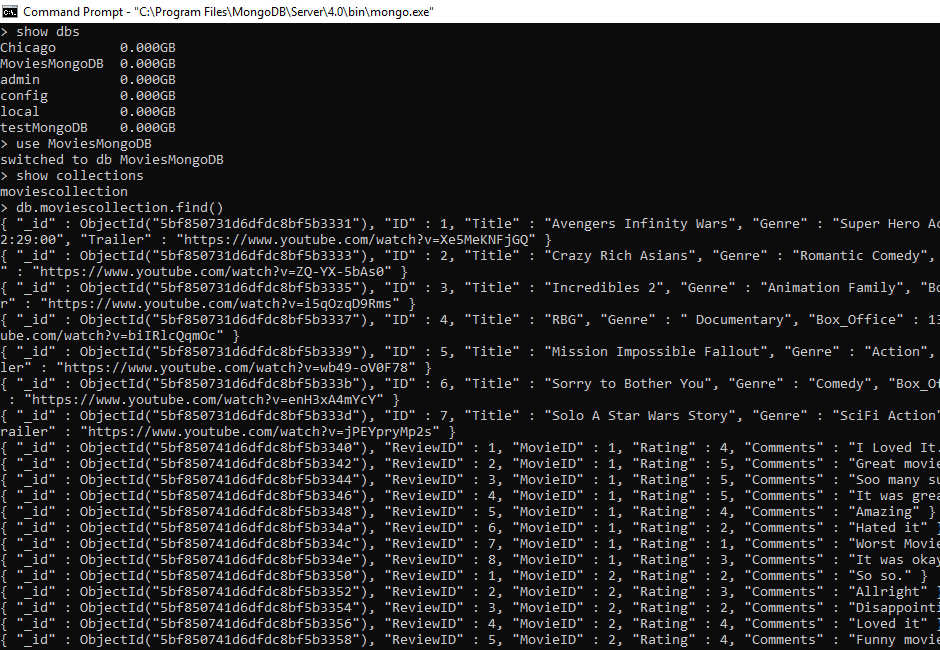 Command Prompt - "C:\Program Files\MongoDB\Server\4.0\bin\mongo.exe"
> show dbs
Chicago 0.000GB
MoviesMongoDB 0.000GB
admin 0.000GB
config 0.000GB
local 0.000GB
testMongoDB 0.000GB
> use MoviesMongoDB
switched to db MoviesMongoDB
> show collections
moviescollection
> db.moviescollection.find()
{ "_id" : ObjectId("5bf850731d6dfdc8bf5b3331"), "ID" : 1, "Title" : "Avengers Infinity Wars", "Genre" : "Super Hero Ac
2:29:00", "Trailer" : "https://www.youtube.com/watch?v=Xe5MeKNFjGQ" }
{ "_id" : ObjectId("5bf850731d6dfdc8bf5b3333"), "ID" : 2, "Title" : "Crazy Rich Asians", "Genre" : "Romantic Comedy",
" : "https://www.youtube.com/watch?v=ZQ-YX-5bAs0" }
{ "_id" : ObjectId("5bf850731d6dfdc8bf5b3335"), "ID" : 3, "Title" : "Incredibles 2", "Genre" : "Animation Family", "Bo
r" : "https://www.youtube.com/watch?v=i5qOzqD9Rms" }
{ "_id" : ObjectId("5bf850731d6dfdc8bf5b3337"), "ID" : 4, "Title" : "RBG", "Genre" : " Documentary", "Box_Office" : 13
ube.com/watch?v=biIRlcQqmOc" }
{ "_id" : ObjectId("5bf850731d6dfdc8bf5b3339"), "ID" : 5, "Title" : "Mission Impossible Fallout", "Genre" : "Action",
ler" : "https://www.youtube.com/watch?v=wb49-oV0F78" }
{ "_id" : ObjectId("5bf850731d6dfdc8bf5b333b"), "ID" : 6, "Title" : "Sorry to Bother You", "Genre" : "Comedy", "Box_Of
 : "https://www.youtube.com/watch?v=enH3xA4mYcY" }
{ "_id" : ObjectId("5bf850731d6dfdc8bf5b333d"), "ID" : 7, "Title" : "Solo A Star Wars Story", "Genre" : "SciFi Action"
railer" : "https://www.youtube.com/watch?v=jPEYpryMp2s" }
{ "_id" : ObjectId("5bf850741d6dfdc8bf5b3340"), "ReviewID" : 1, "MovieID" : 1, "Rating" : 4, "Comments" : "I Loved It.
{ "_id" : ObjectId("5bf850741d6dfdc8bf5b3342"), "ReviewID" : 2, "MovieID" : 1, "Rating" : 5, "Comments" : "Great movie
{ "_id" : ObjectId("5bf850741d6dfdc8bf5b3344"), "ReviewID" : 3, "MovieID" : 1, "Rating" : 5, "Comments" : "Soo many su
{ "_id" : ObjectId("5bf850741d6dfdc8bf5b3346"), "ReviewID" : 4, "MovieID" : 1, "Rating" : 5, "Comments" : "It was grea
{ "_id" : ObjectId("5bf850741d6dfdc8bf5b3348"), "ReviewID" : 5, "MovieID" : 1, "Rating" : 4, "Comments" : "Amazing" }
{ "_id" : ObjectId("5bf850741d6dfdc8bf5b334a"), "ReviewID" : 6, "MovieID" : 1, "Rating" : 2, "Comments" : "Hated it" }
{ "_id" : ObjectId("5bf850741d6dfdc8bf5b334c"), "ReviewID" : 7, "MovieID" : 1, "Rating" : 1, "Comments" : "Worst Movie
{ "_id" : ObjectId("5bf850741d6dfdc8bf5b334e"), "ReviewID" : 8, "MovieID" : 1, "Rating" : 3, "Comments" : "It was okay
{ "_id" : ObjectId("5bf850741d6dfdc8bf5b3350"), "ReviewID" : 1, "MovieID" : 2, "Rating" : 2, "Comments" : "So so." }
{ "_id" : ObjectId("5bf850741d6dfdc8bf5b3352"), "ReviewID" : 2, "MovieID" : 2, "Rating" : 3, "Comments" : "Allright" }
{ "_id" : ObjectId("5bf850741d6dfdc8bf5b3354"), "ReviewID" : 3, "MovieID" : 2, "Rating" : 2, "Comments" : "Disappointi
{ "_id" : ObjectId("5bf850741d6dfdc8bf5b3356"), "ReviewID" : 4, "MovieID" : 2, "Rating" : 4, "Comments" : "Loved it" }
{ "_id" : ObjectId("5bf850741d6dfdc8bf5b3358"), "ReviewID" : 5, "MovieID" : 2, "Rating" : 4, "Comments" : "Funny movie